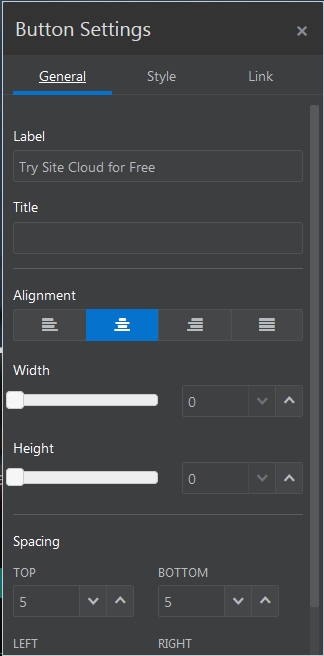 Button Settings ×
General Style Link
Label
Try Site Cloud for Free
Title
Alignment
Width
0
Height
0
Spacing
TOP BOTTOM
5 5
LEFT RIGHT